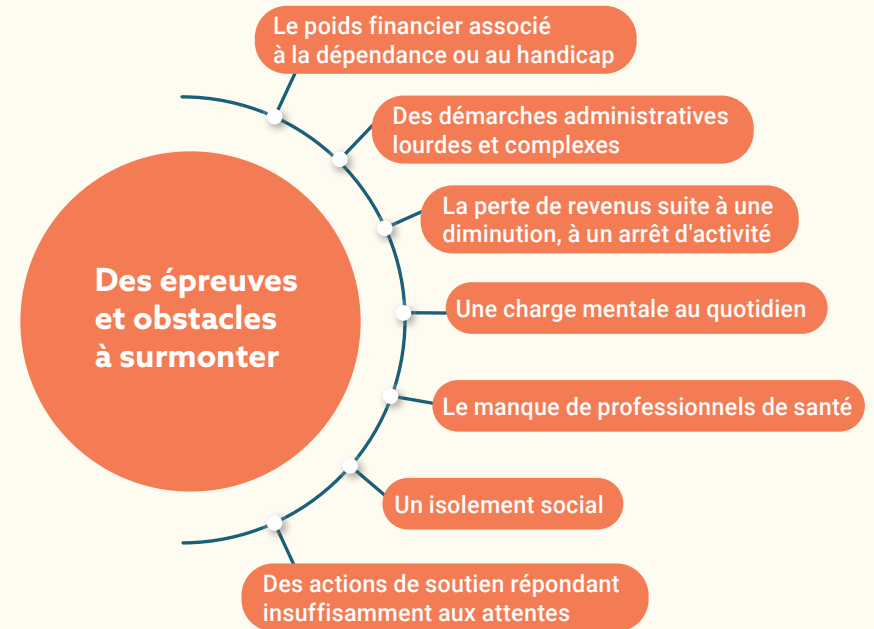 Le poids financier associé
à la dépendance ou au handicap
Des démarches administratives
lourdes et complexes
La perte de revenus suite à une
diminution, à un arrêt d'activité
Des épreuves
et obstacles
à surmonter
Une charge mentale au quotidien
Le manque de professionnels de santé
Un isolement social
Des actions de soutien répondant
insuffisamment aux attentes